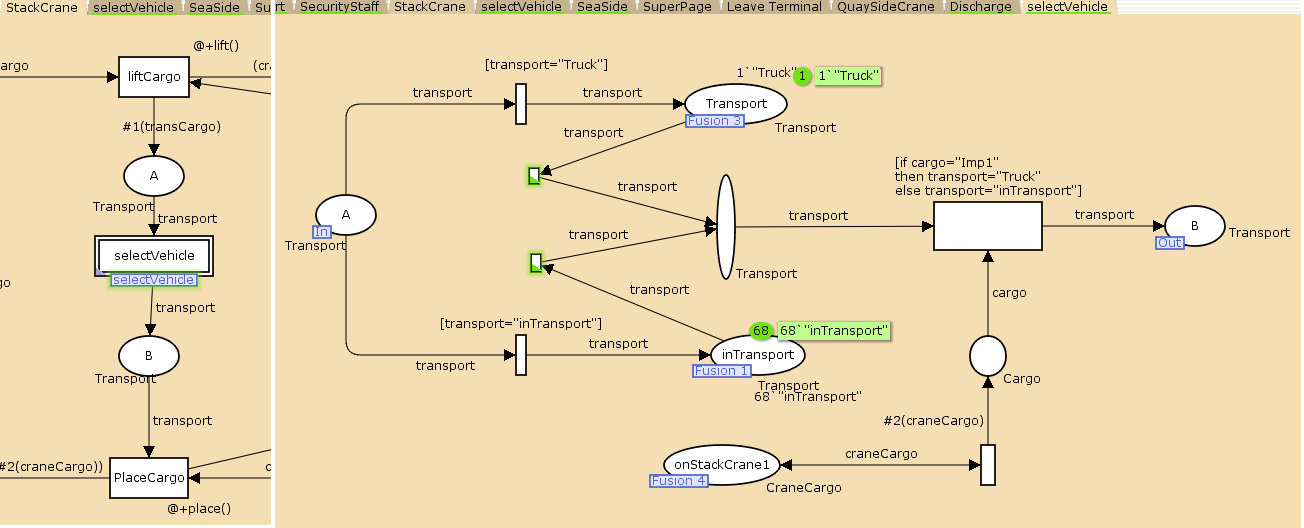 StackCrane selectVehicle SeaSide Su
@+lift()
argo
liftCargo
(cra
#1(transCargo)
A
Transport
transport
selectVehicle
selectVehicle
go
transport
B
Transport
transport
#2(craneCargo))
PlaceCargo
c
@+place()
rt SecurityStaff StackCrane selectVehicle SeaSide SuperPage Leave Terminal QuaySideCrane Discharge selectVehicle
[transport="Truck"]
1`"Truck"
1
1`"Truck"
transport
transport
Transport
Fusion 3
Transport
transport
[if cargo="Imp1"
then transport="Truck"
else transport="inTransport"]
transport
A
In
Transport
transport
transport
B
Out
Transport
transport
Transport
transport
cargo
[transport="inTransport"]
68
68`"inTransport"
transport
transport
inTransport
Fusion 1
Transport
68`"inTransport"
Cargo
#2(craneCargo)
craneCargo
onStackCrane1
Fusion 4
CraneCargo